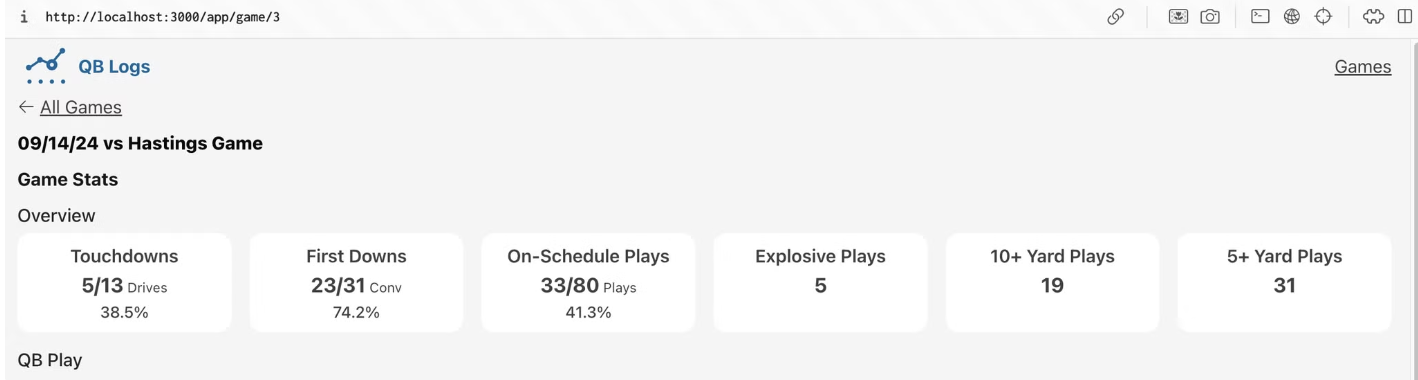 i http://localhost:3000/app/game/3
QB Logs
Games
← All Games
09/14/24 vs Hastings Game
Game Stats
Overview
Touchdowns
5/13 Drives
38.5%
First Downs
23/31 Conv
74.2%
On-Schedule Plays
33/80 Plays
41.3%
Explosive Plays
5
10+ Yard Plays
19
5+ Yard Plays
31
QB Play